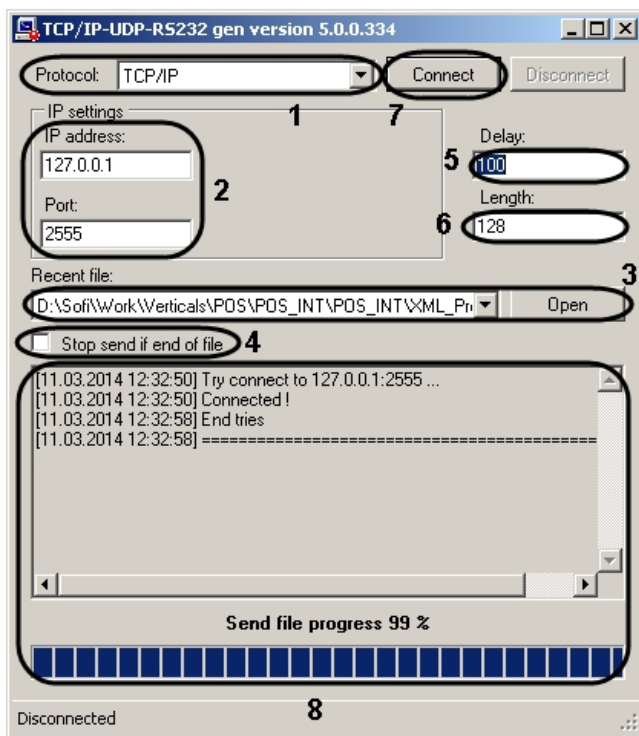 TCP/IP-UDP-RS232 gen version 5.0.0.334
Protocol: TCP/IP Connect Disconnect
1 7
IP settings
IP address: Delay:
127.0.0.1 2 5 100
Port: Length:
2555 6 128
Recent file: 3
D:\Sofi\Work\Verticals\POS\POS_INT\POS_INT\XML_Pr Open
Stop send if end of file 4
[11.03.2014 12:32:50] Try connect to 127.0.0.1:2555 ...
[11.03.2014 12:32:50] Connected !
[11.03.2014 12:32:58] End tries
[11.03.2014 12:32:58] =============================================
Send file progress 99 %
8
Disconnected